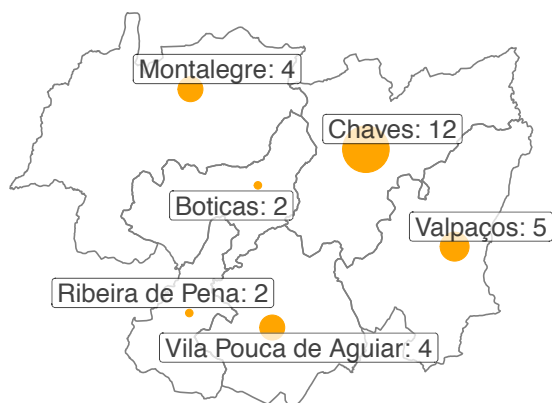 Montalegre: 4
Chaves: 12
Boticas: 2
Valpaços: 5
Ribeira de Pena: 2
Vila Pouca de Aguiar: 4